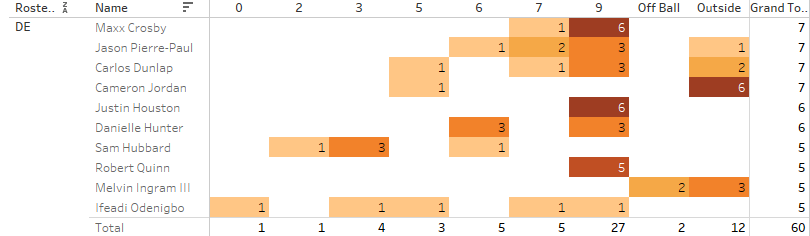 Roste.. Name 0 2 3 5 6 7 9 Off Ball Outside Grand To..
DE Maxx Crosby 1 6 7
Jason Pierre-Paul 1 2 3 1 7
Carlos Dunlap 1 1 3 2 7
Cameron Jordan 1 6 7
Justin Houston 6 6
Danielle Hunter 3 3 6
Sam Hubbard 1 3 1 5
Robert Quinn 5 5
Melvin Ingram III 2 3 5
Ifeadi Odenigbo 1 1 1 1 1 5
Total 1 1 4 3 5 5 27 2 12 60